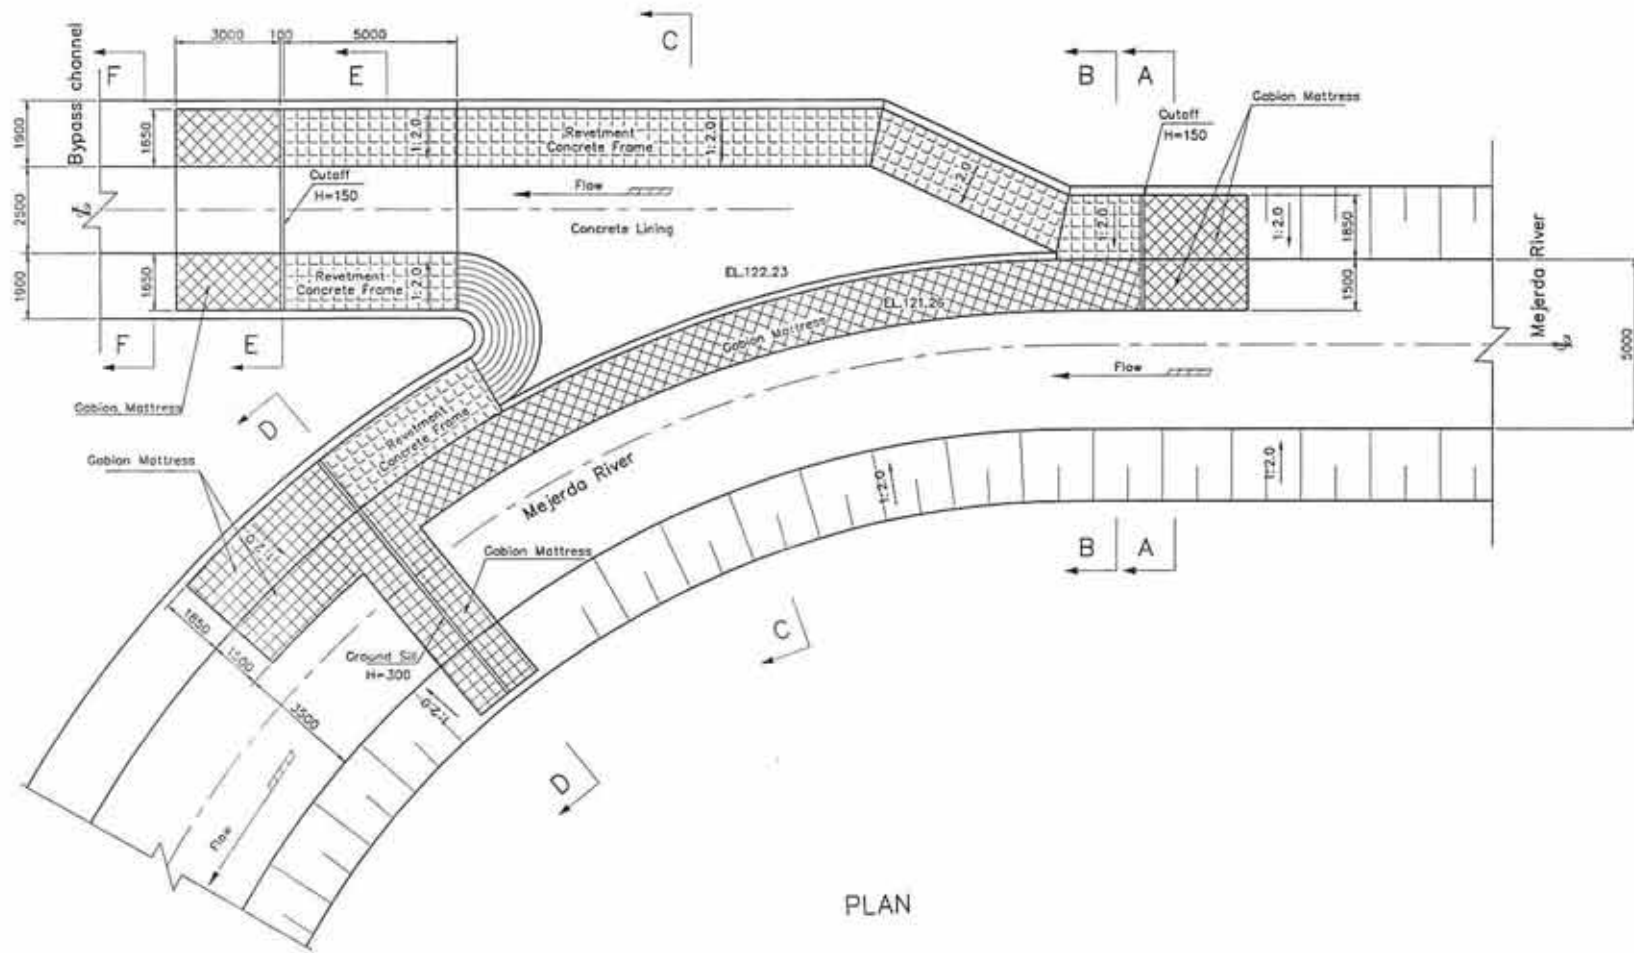 3000
100
5000
C
F
E
B
A
Gabion Mattress
Cutoff
H=150
Bypass channel
1900
1650
1:2.0
Revetment
Concrete Frame
1:2.0
1:2.0
Cutoff
H=150
Flow
2500
Concrete Lining
1:2.0
1:2.0
1850
Mejerda River
1900
1650
Revetment
Concrete Frame
1:2.0
EL.122.23
EL.121.26
1500
5000
Gabion Mattress
F
E
Flow
Gabion Mattress
D
Revetment
Concrete Frame
Gabion Mattress
Mejerda River
1:2.0
1:2.0
1:2.0
Gabion Mattress
B
A
1850
1500
3500
Ground Sill
H=300
1:2.0
C
D
Flow
PLAN